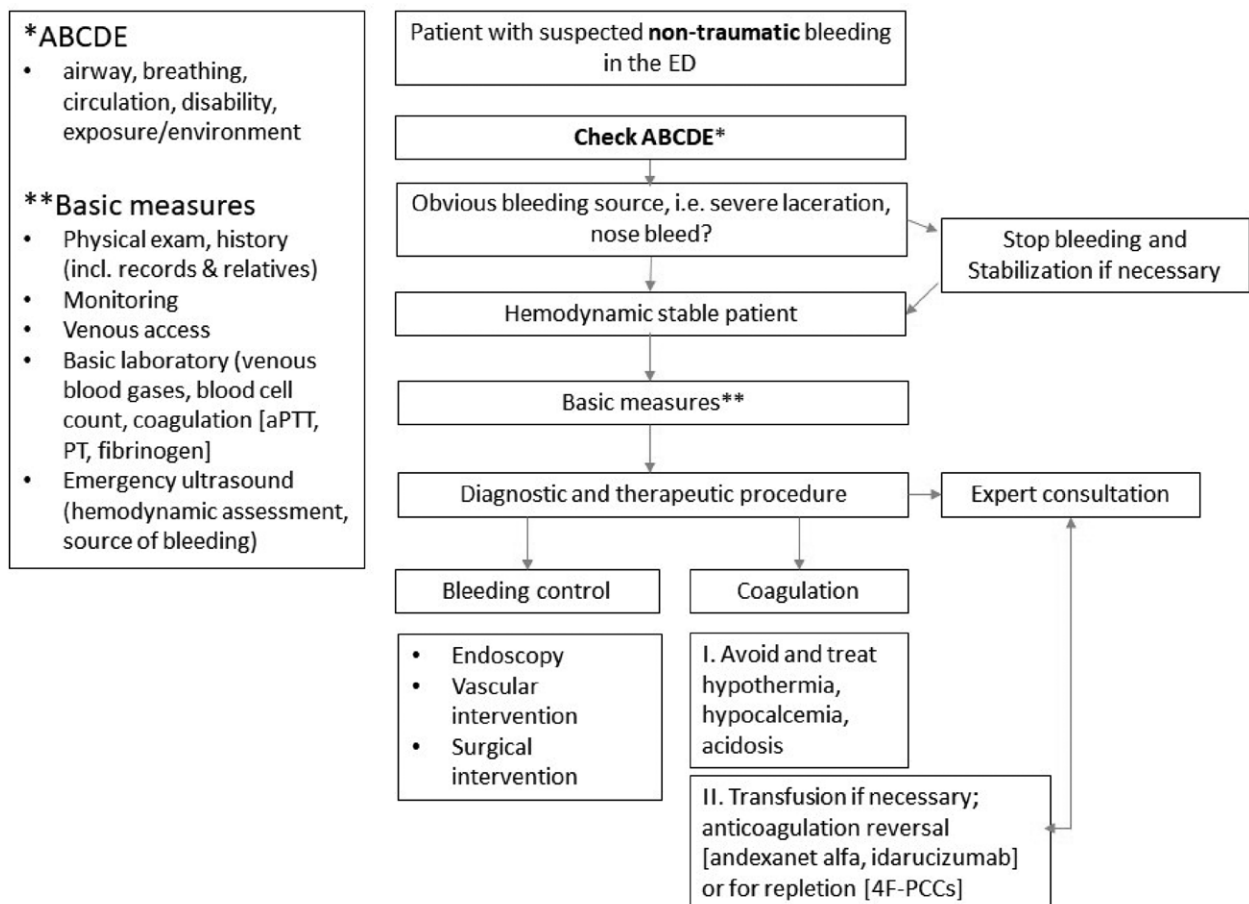 *ABCDE
• airway, breathing,
circulation, disability,
exposure/environment
**Basic measures
• Physical exam, history
(incl. records & relatives)
• Monitoring
• Venous access
• Basic laboratory (venous
blood gases, blood cell
count, coagulation [aPTT,
PT, fibrinogen]
• Emergency ultrasound
(hemodynamic assessment,
source of bleeding)
Patient with suspected non-traumatic bleeding
in the ED
Check ABCDE*
Obvious bleeding source, i.e. severe laceration,
nose bleed?
Stop bleeding and
Stabilization if necessary
Hemodynamic stable patient
Basic measures**
Diagnostic and therapeutic procedure
Expert consultation
Bleeding control
• Endoscopy
• Vascular
intervention
• Surgical
intervention
Coagulation
I. Avoid and treat
hypothermia,
hypocalcemia,
acidosis
II. Transfusion if necessary;
anticoagulation reversal
[andexanet alfa, idarucizumab]
or for repletion [4F-PCCs]